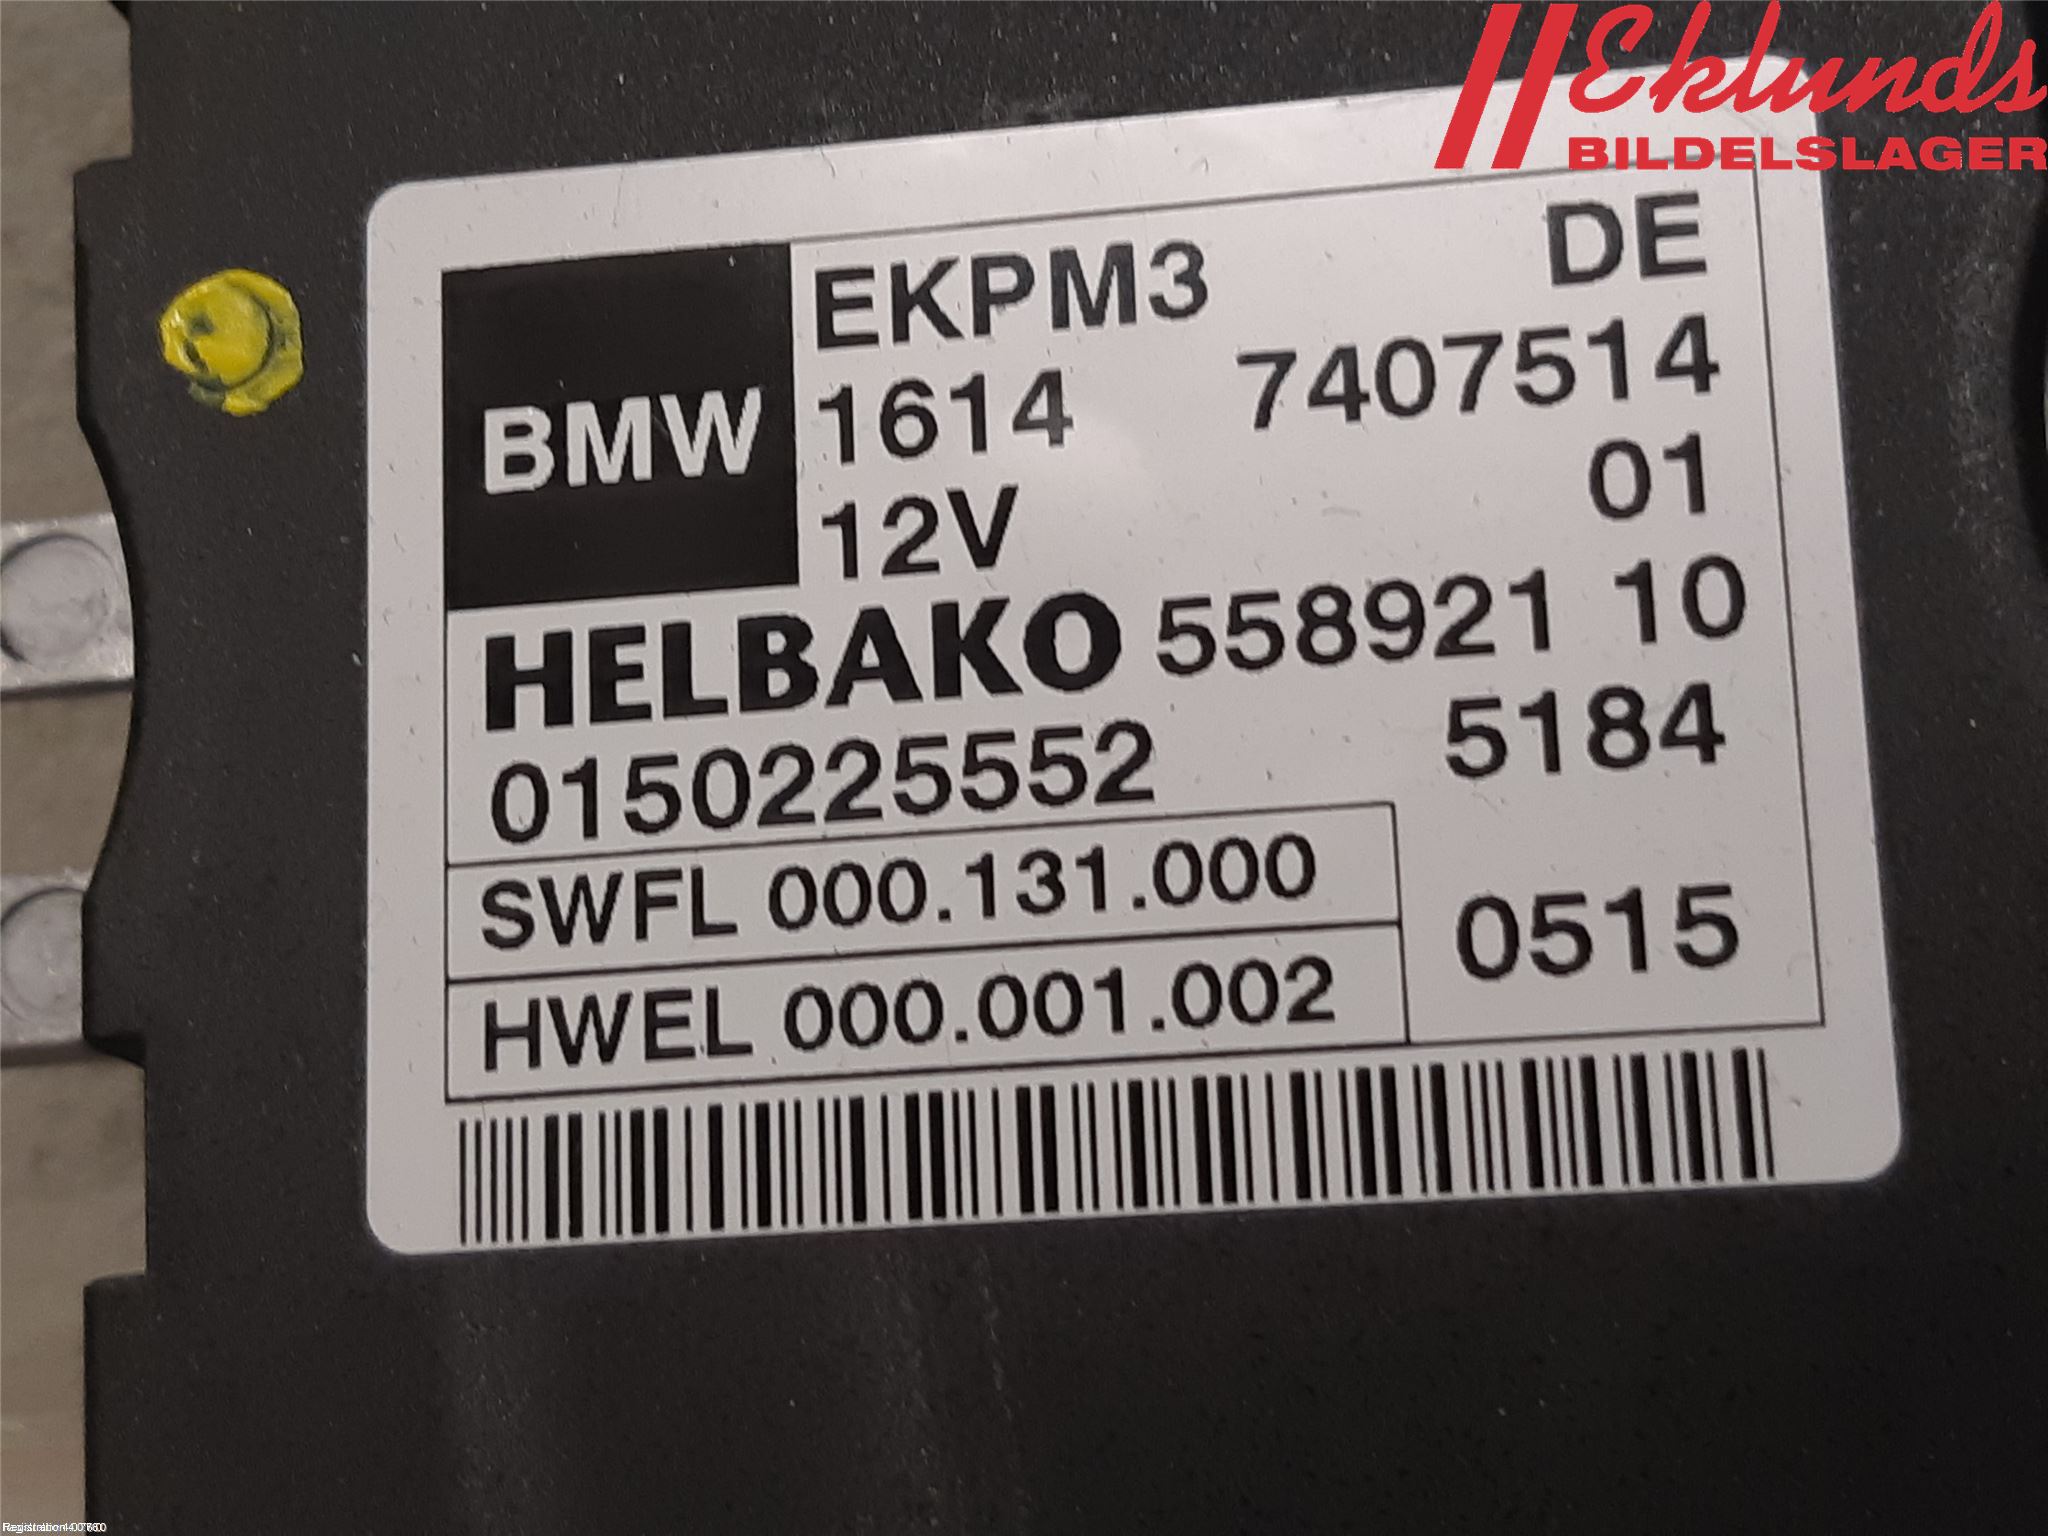 Eklunds
BILDELSLAGER
BMW
EKPM3 DE
1614 7407514
12V 01
HELBAKO 558921 10
0150225552 5184
SWFL 000.131.000
0515
HWEL 000.001.002